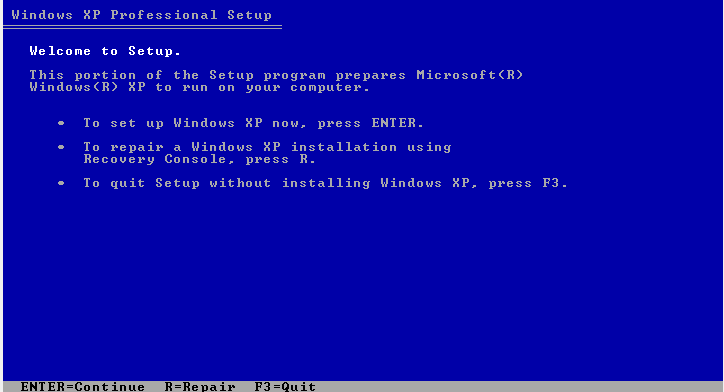 Windows XP Professional Setup
Welcome to Setup.
This portion of the Setup program prepares Microsoft(R)
Windows(R) XP to run on your computer.
• To set up Windows XP now, press ENTER.
• To repair a Windows XP installation using
Recovery Console, press R.
• To quit Setup without installing Windows XP, press F3.
ENTER=Continue R=Repair F3=Quit